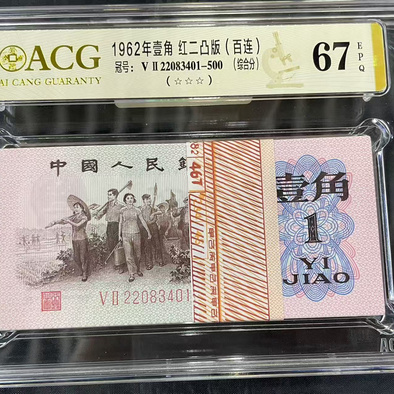 ACG
AI CANG GUARANTY
1962年壹角 红二凸版（百连）
冠号：V Ⅱ 22083401-500 （综合分）
（☆☆☆）
67
EPQ
中國人民銀
壹角
1
YI
JIAO
V Ⅱ 22083401